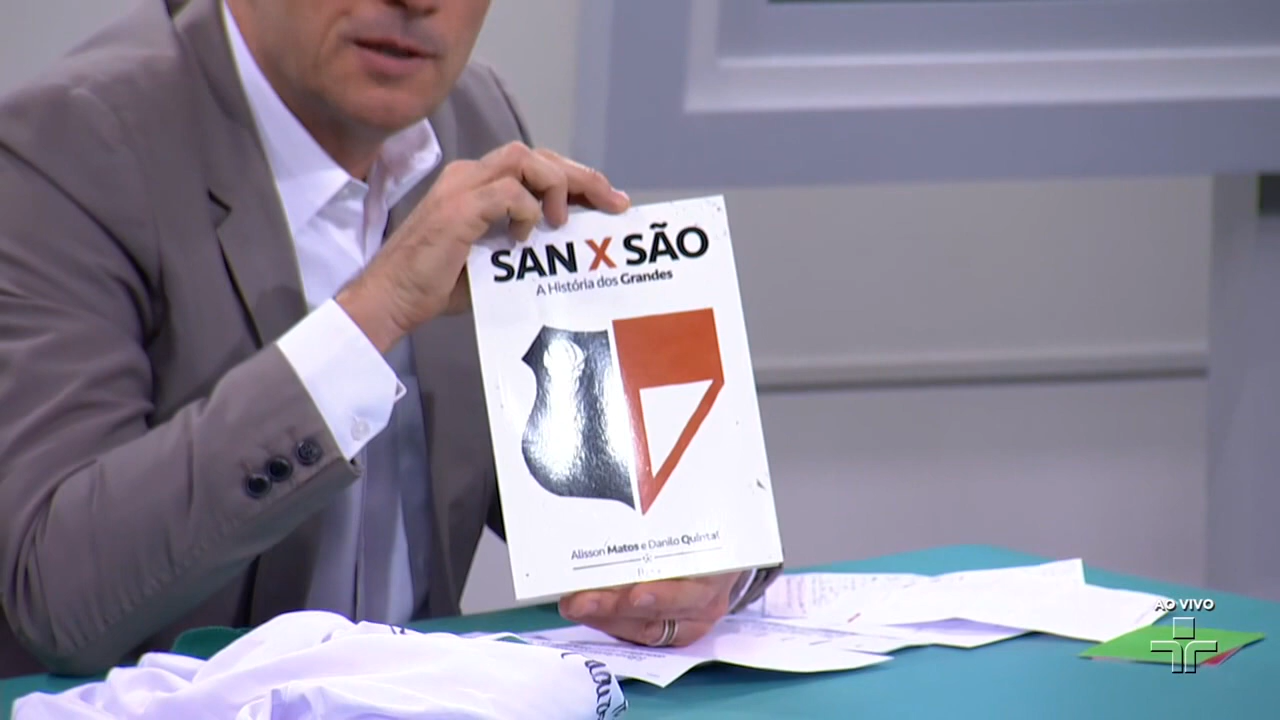 SAN X SÃO
A História dos Grandes
Alisson Matos e Danilo Quintal
AO VIVO